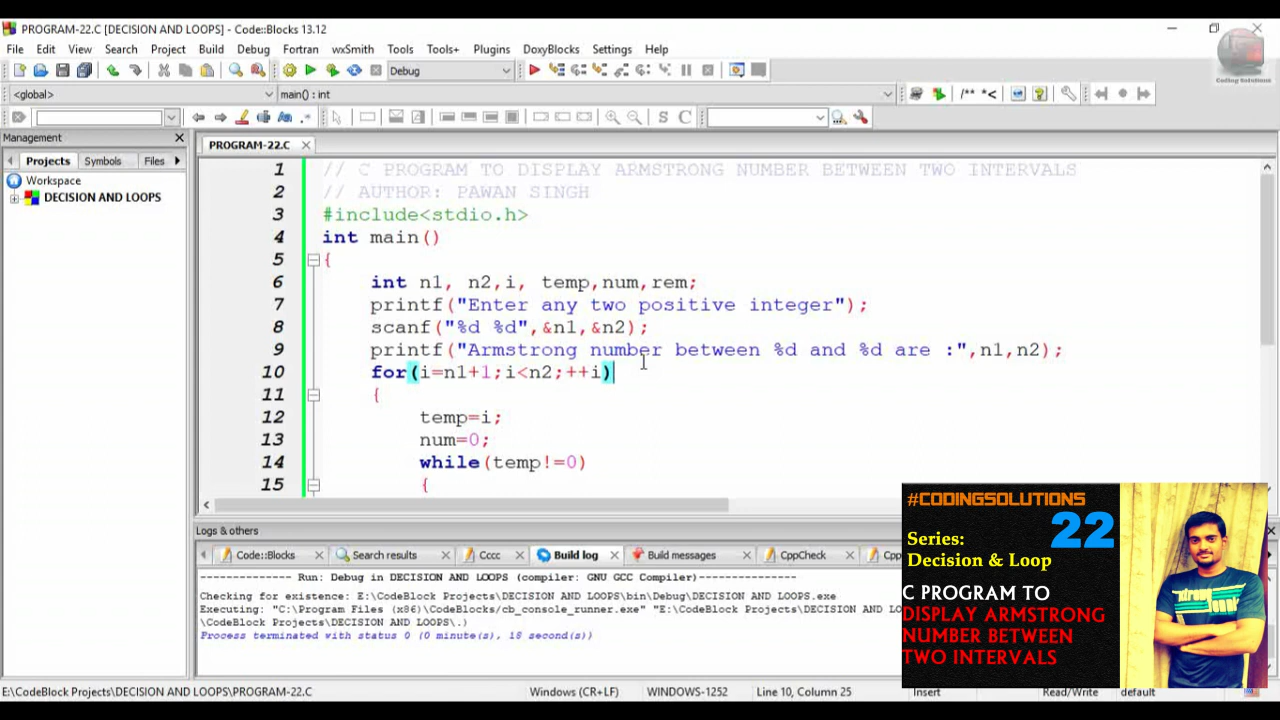 PROGRAM-22.C [DECISION AND LOOPS] - Code::Blocks 13.12
File Edit View Search Project Build Debug Fortran wxSmith Tools Tools+ Plugins DoxyBlocks Settings Help
Debug
Coding Solutions
<global> main() : int
/** *<
S C
Management
PROGRAM-22.C
Projects Symbols Files
Workspace
DECISION AND LOOPS
1 // C PROGRAM TO DISPLAY ARMSTRONG NUMBER BETWEEN TWO INTERVALS
2 // AUTHOR: PAWAN SINGH
3 #include<stdio.h>
4 int main()
5 {
6 int n1, n2,i, temp,num,rem;
7 printf("Enter any two positive integer");
8 scanf("%d %d",&n1,&n2);
9 printf("Armstrong number between %d and %d are :",n1,n2);
10 for(i=n1+1;i<n2;++i)
11 {
12 temp=i;
13 num=0;
14 while(temp!=0)
15 {
Logs & others
Code::Blocks Search results Cccc Build log Build messages CppCheck Cpp
-------------- Run: Debug in DECISION AND LOOPS (compiler: GNU GCC Compiler)---------------
Checking for existence: E:\CodeBlock Projects\DECISION AND LOOPS\bin\Debug\DECISION AND LOOPS.exe
Executing: "C:\Program Files (x86)\CodeBlocks/cb_console_runner.exe" "E:\CodeBlock Projects\DECISION AND LO
\CodeBlock Projects\DECISION AND LOOPS\.)
Process terminated with status 0 (0 minute(s), 18 second(s))
#CODINGSOLUTIONS
22
Series:
Decision & Loop
C PROGRAM TO
DISPLAY ARMSTRONG
NUMBER BETWEEN
TWO INTERVALS
E:\CodeBlock Projects\DECISION AND LOOPS\PROGRAM-22.C Windows (CR+LF) WINDOWS-1252 Line 10, Column 25 Insert Read/Write default